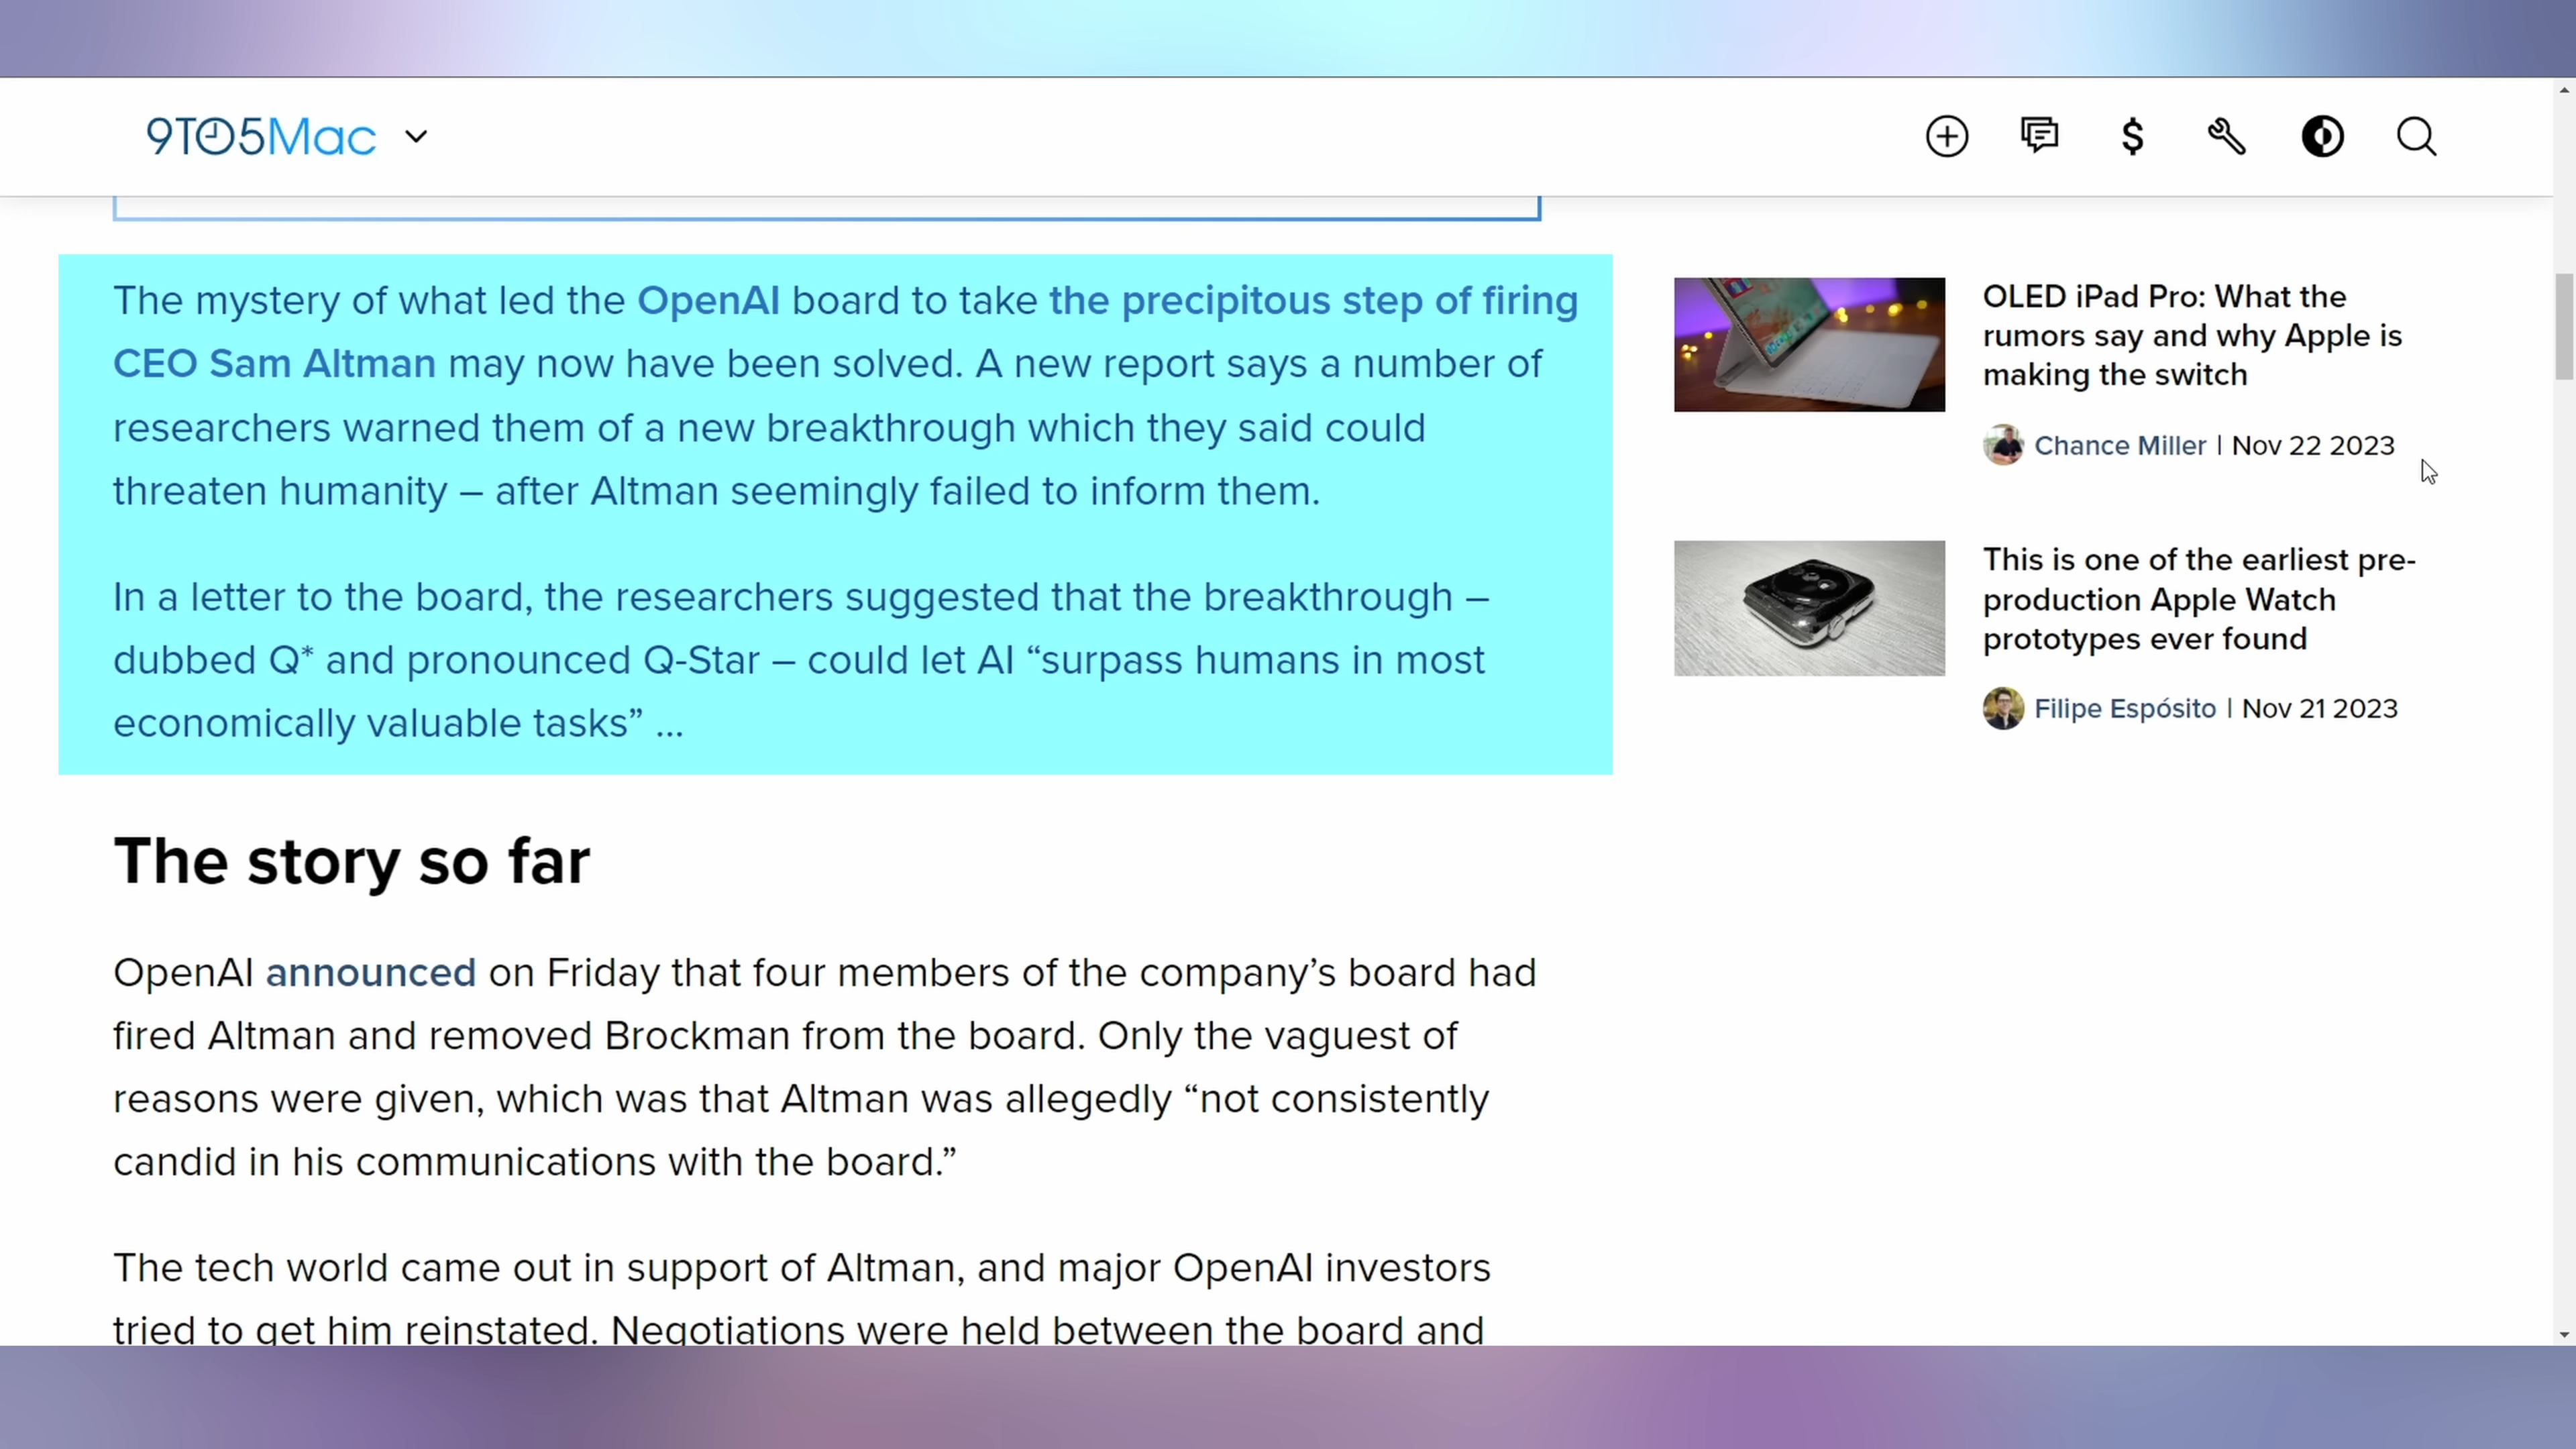 9TO5Mac
The mystery of what led the OpenAI board to take the precipitous step of firing
CEO Sam Altman may now have been solved. A new report says a number of
researchers warned them of a new breakthrough which they said could
threaten humanity – after Altman seemingly failed to inform them.
In a letter to the board, the researchers suggested that the breakthrough –
dubbed Q* and pronounced Q-Star – could let AI “surpass humans in most
economically valuable tasks” ...
The story so far
OpenAI announced on Friday that four members of the company’s board had
fired Altman and removed Brockman from the board. Only the vaguest of
reasons were given, which was that Altman was allegedly “not consistently
candid in his communications with the board.”
The tech world came out in support of Altman, and major OpenAI investors
tried to get him reinstated. Negotiations were held between the board and
OLED iPad Pro: What the
rumors say and why Apple is
making the switch
Chance Miller | Nov 22 2023
This is one of the earliest pre-
production Apple Watch
prototypes ever found
Filipe Espósito | Nov 21 2023